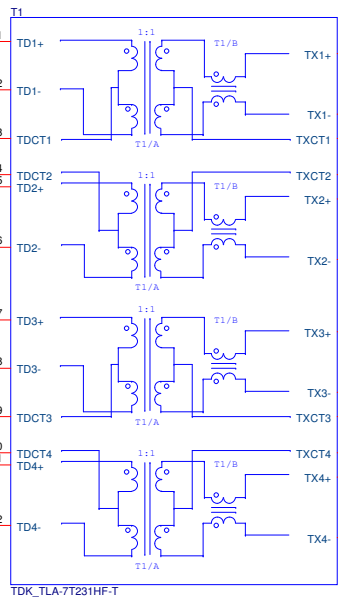 T1
1:1
TD1+
T1/B
TX1+
TD1-
TX1-
TDCT1
T1/A
TXCT1
TDCT2
1:1
TXCT2
TD2+
T1/B
TX2+
TD2-
TX2-
T1/A
1:1
TD3+
T1/B
TX3+
TD3-
TX3-
TDCT3
T1/A
TXCT3
TDCT4
1:1
TXCT4
TD4+
T1/B
TX4+
TD4-
TX4-
T1/A
TDK_TLA-7T231HF-T